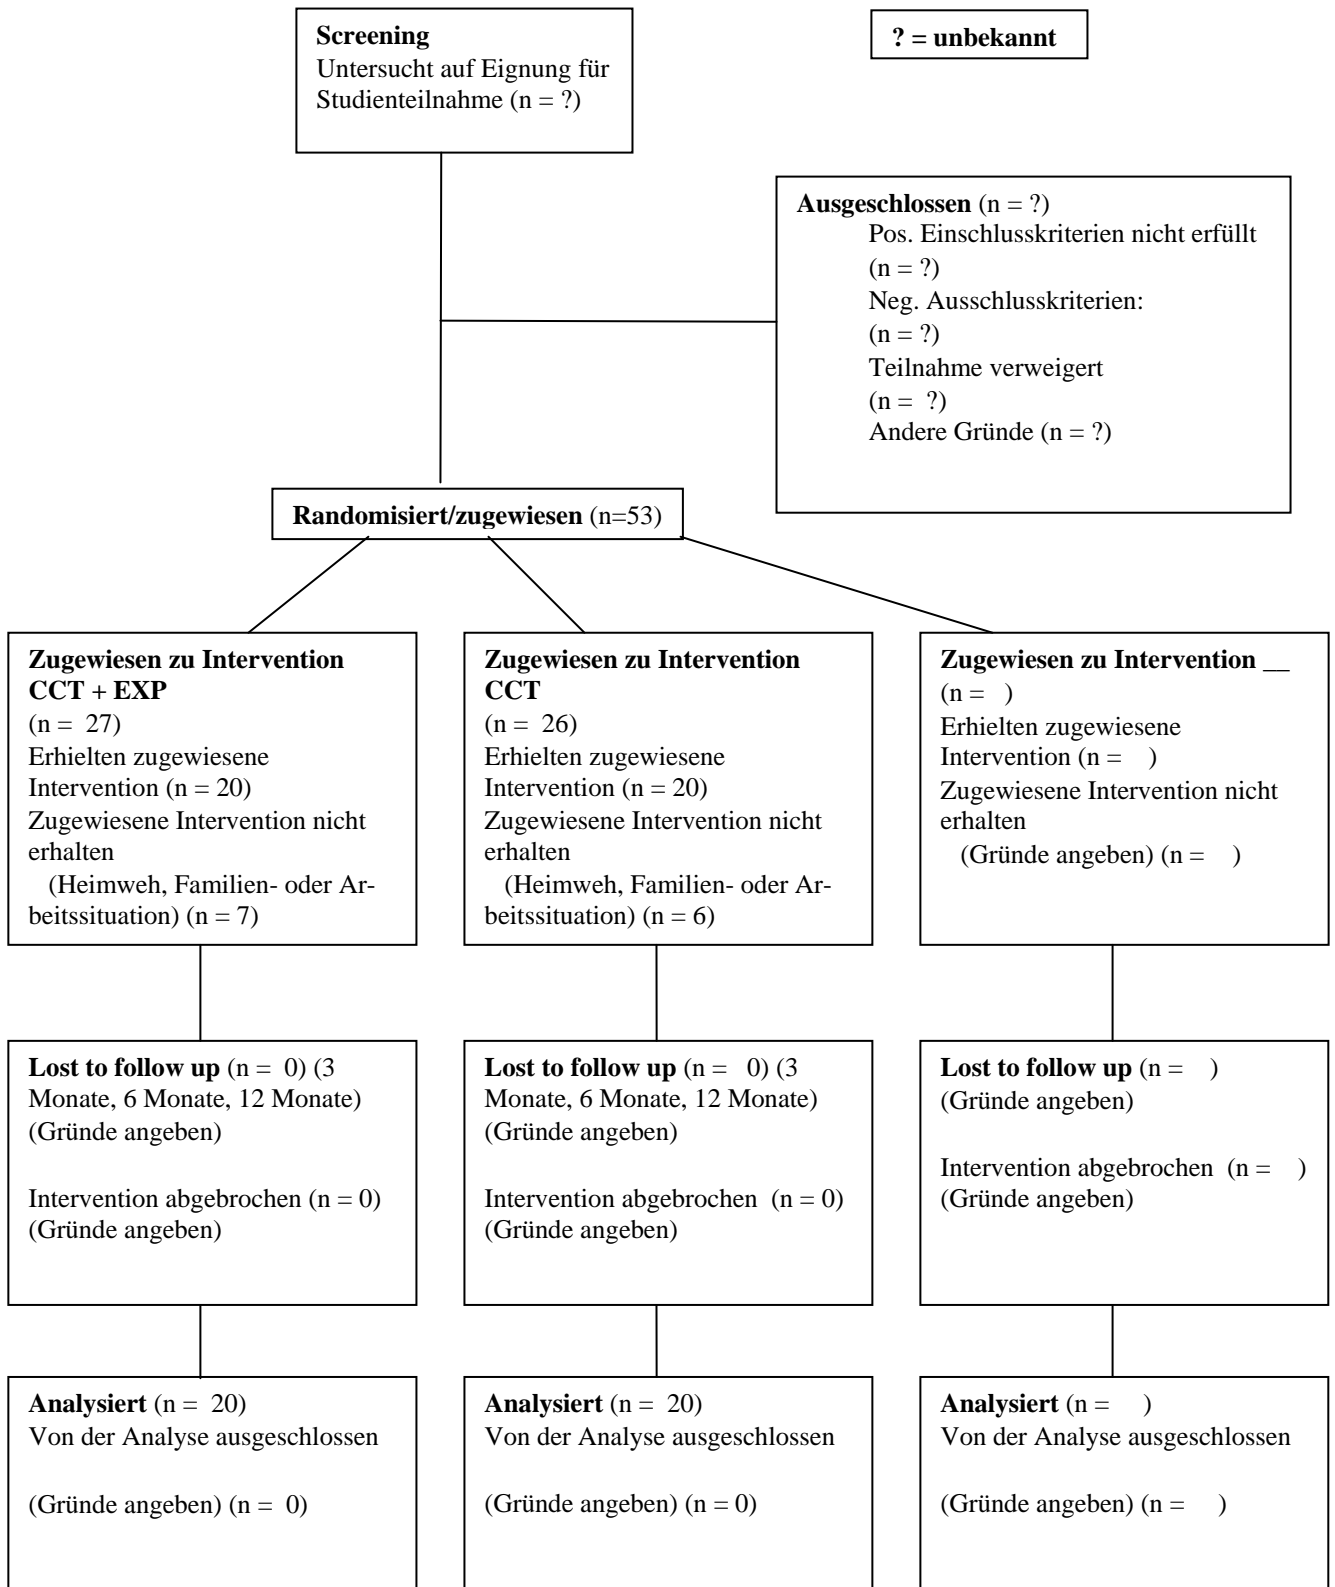 Screening
Untersucht auf Eignung für
Studienteilnahme (n = ?)
? = unbekannt
Ausgeschlossen (n = ?)
Pos. Einschlusskriterien nicht erfüllt
(n = ?)
Neg. Ausschlusskriterien:
(n = ?)
Teilnahme verweigert
(n =  ?)
Andere Gründe (n = ?)
Randomisiert/zugewiesen (n=53)
Zugewiesen zu Intervention
CCT + EXP
(n =  27)
Erhielten zugewiesene
Intervention (n = 20)
Zugewiesene Intervention nicht
erhalten
(Heimweh, Familien- oder Ar-
beitssituation) (n = 7)
Zugewiesen zu Intervention
CCT
(n =  26)
Erhielten zugewiesene
Intervention (n = 20)
Zugewiesene Intervention nicht
erhalten
(Heimweh, Familien- oder Ar-
beitssituation) (n = 6)
Zugewiesen zu Intervention __
(n =   )
Erhielten zugewiesene
Intervention (n =    )
Zugewiesene Intervention nicht
erhalten
(Gründe angeben) (n =    )
Lost to follow up (n =  0) (3
Monate, 6 Monate, 12 Monate)
(Gründe angeben)
Intervention abgebrochen (n = 0)
(Gründe angeben)
Lost to follow up (n =   0) (3
Monate, 6 Monate, 12 Monate)
(Gründe angeben)
Intervention abgebrochen  (n = 0)
(Gründe angeben)
Lost to follow up (n =    )
(Gründe angeben)
Intervention abgebrochen  (n =    )
(Gründe angeben)
Analysiert (n =  20)
Von der Analyse ausgeschlossen
(Gründe angeben) (n =  0)
Analysiert (n =  20)
Von der Analyse ausgeschlossen
(Gründe angeben) (n = 0)
Analysiert (n =     )
Von der Analyse ausgeschlossen
(Gründe angeben) (n =     )